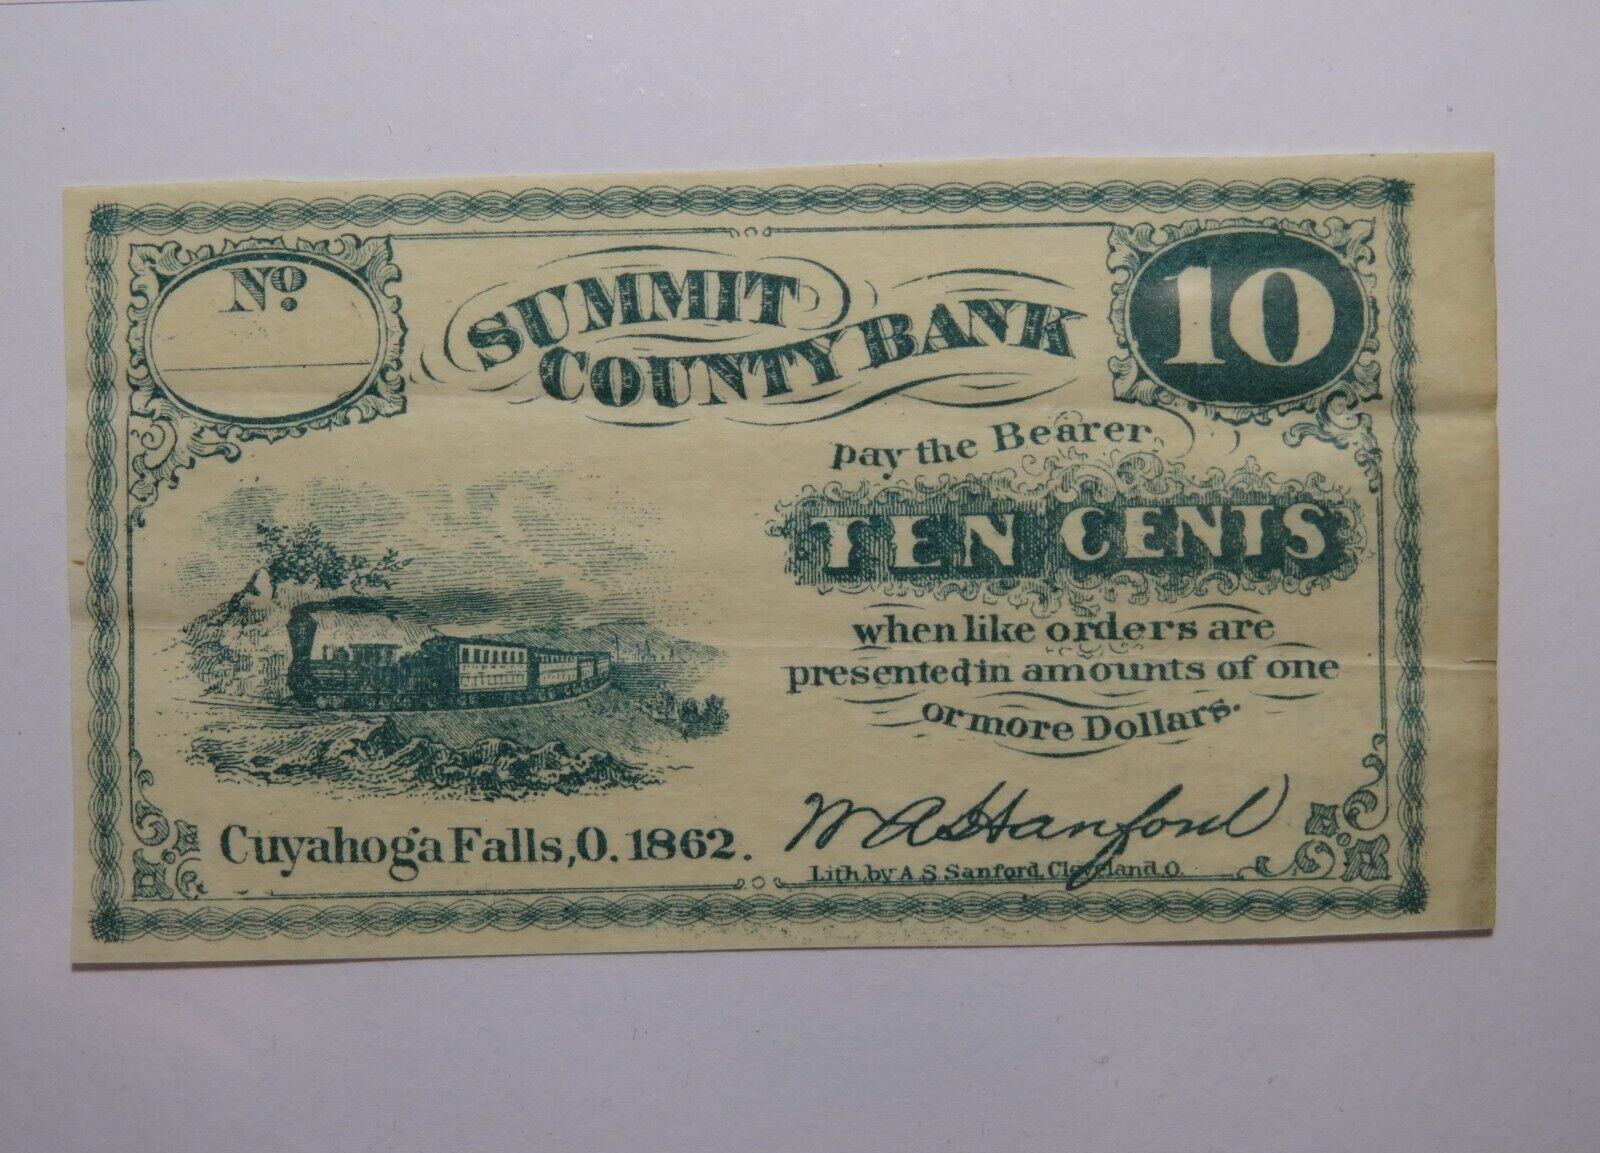 No.
SUMMIT
COUNTY BANK
10
pay the Bearer
TEN CENTS
when like orders are
presented in amounts of one
or more Dollars.
Cuyahoga Falls, O. 1862.
W A Hanford
Lith. by A. S. Sanford, Cleveland, O.